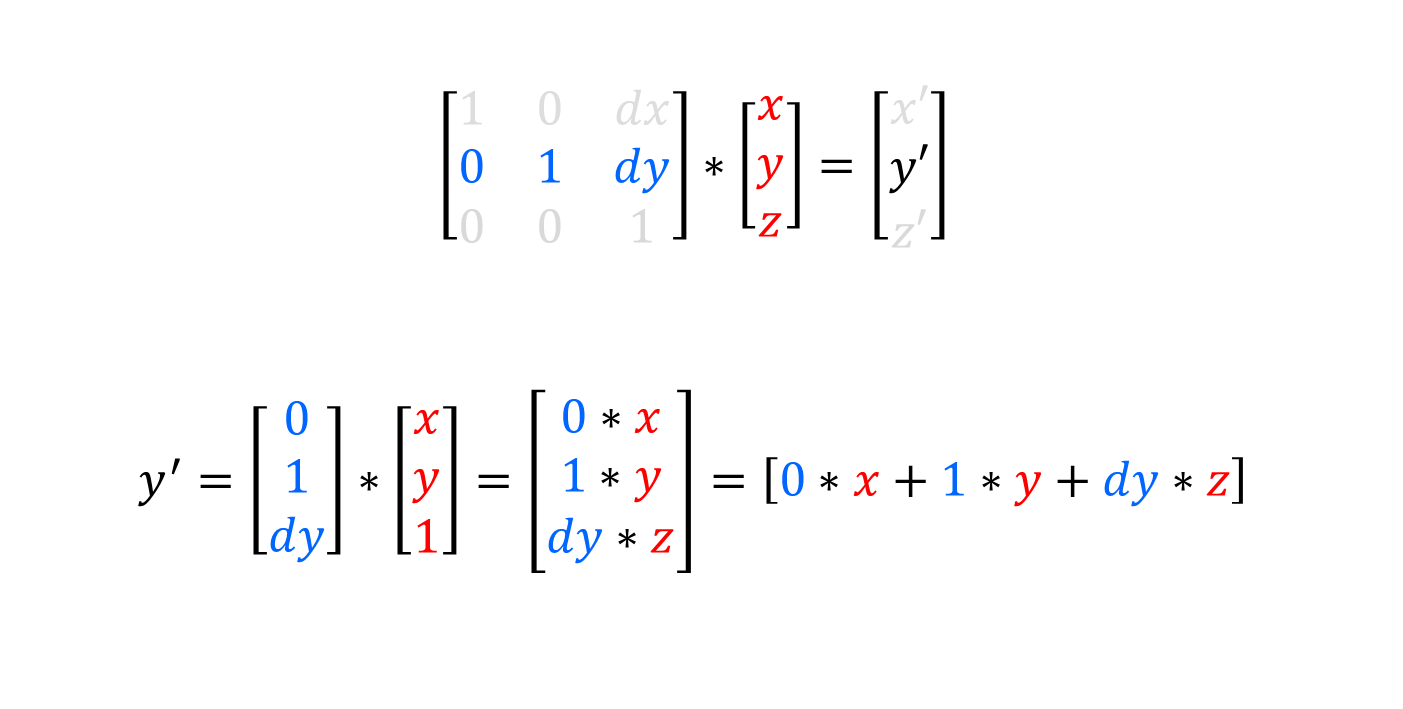 [1 0 dx] [x] [x′]
[0 1 dy] * [y] = [y′]
[0 0 1] [z] [z′]
[0] [x] [0 * x]
y′ = [1] * [y] = [1 * y] = [0 * x + 1 * y + dy * z]
[dy] [1] [dy * z]